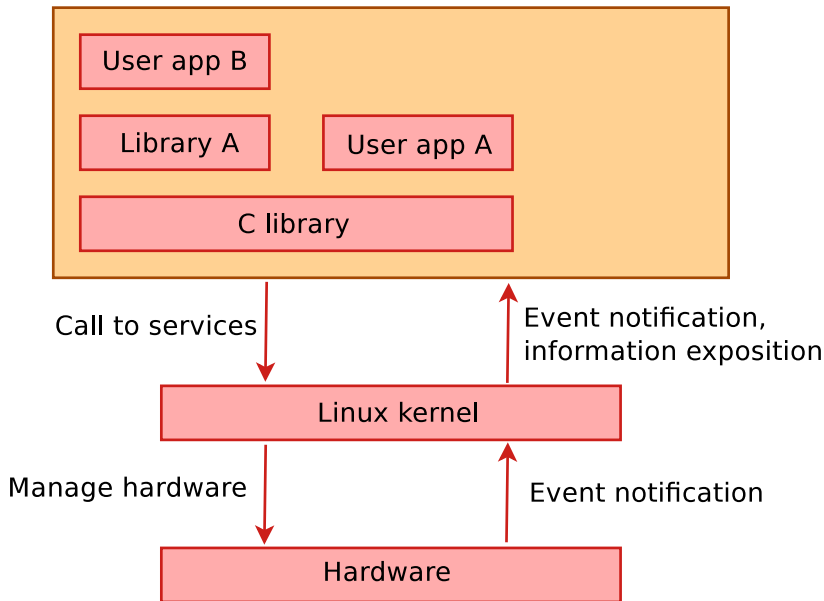 User app B
Library A
User app A
C library
Call to services
Event notification,
information exposition
Linux kernel
Manage hardware
Event notification
Hardware